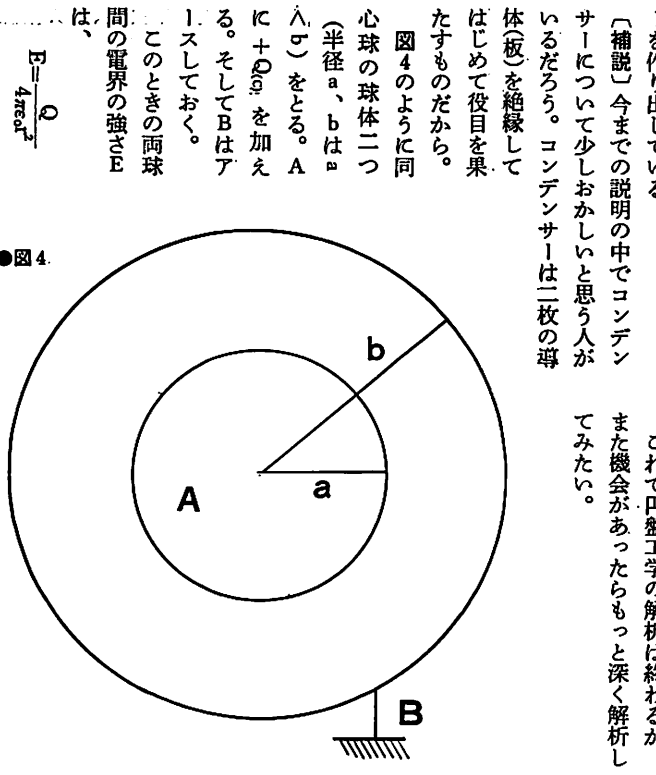 を作り出している
〔補説〕今までの説明の中でコンデン
サーについて少しおかしいと思う人が
いるだろう。コンデンサーは二枚の導
体(板)を絶縁して
はじめて役目を果
たすものだから。
図4のように同
心球の球体二つ
(半径a、bはa
<b)をとる。A
に+Q(C)を加え
る。そしてBはア
ースしておく。
このときの両球
間の電界の強さE
は、
E=Q/4πε₀r²
●図4.
b
a
A
B
これで円盤工学の解析は終わるが
また機会があったらもっと深く解析し
てみたい。